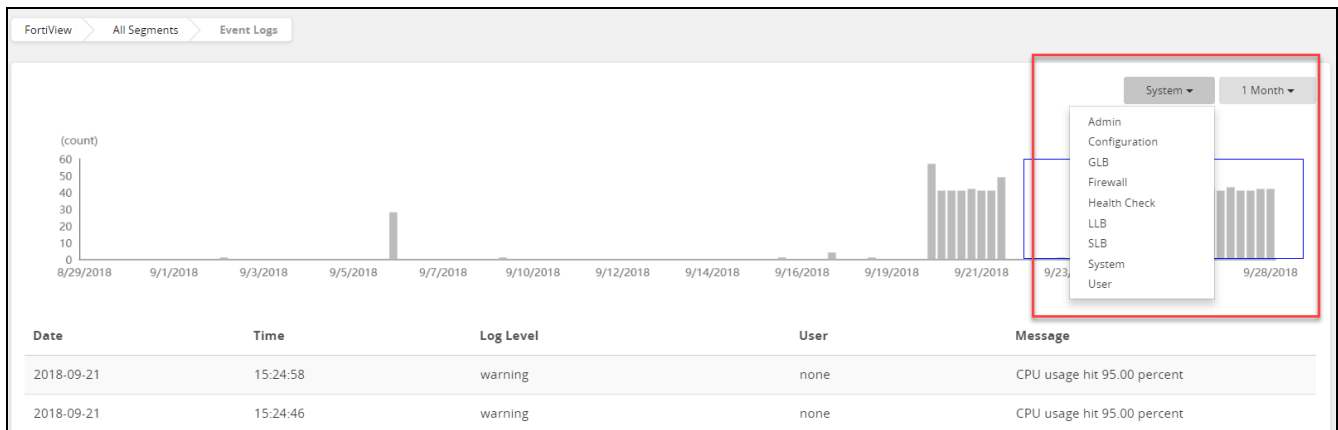 FortiView All Segments Event Logs
System 1 Month
Admin
Configuration
GLB
Firewall
Health Check
LLB
SLB
System
User
(count)
60
50
40
30
20
10
0
8/29/2018 9/1/2018 9/3/2018 9/5/2018 9/7/2018 9/10/2018 9/12/2018 9/14/2018 9/16/2018 9/19/2018 9/21/2018 9/23/ 9/28/2018
Date Time Log Level User Message
2018-09-21 15:24:58 warning none CPU usage hit 95.00 percent
2018-09-21 15:24:46 warning none CPU usage hit 95.00 percent